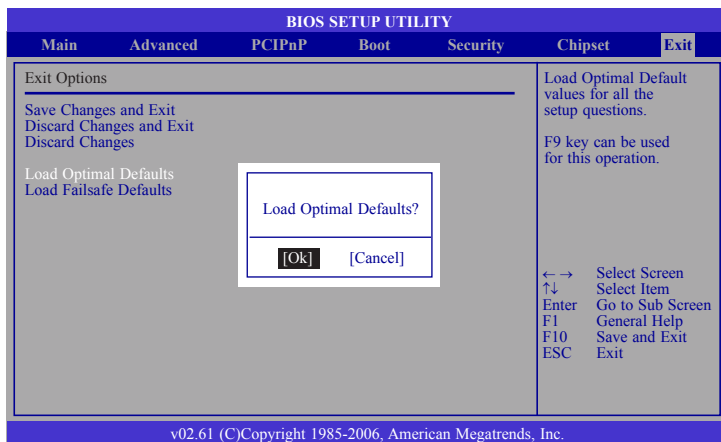 BIOS SETUP UTILITY
Main Advanced PCIPnP Boot Security Chipset Exit
Exit Options
Save Changes and Exit
Discard Changes and Exit
Discard Changes
Load Optimal Defaults
Load Failsafe Defaults
Load Optimal Defaults?
[Ok] [Cancel]
Load Optimal Default
values for all the
setup questions.
F9 key can be used
for this operation.
←→ Select Screen
↑↓ Select Item
Enter Go to Sub Screen
F1 General Help
F10 Save and Exit
ESC Exit
v02.61 (C)Copyright 1985-2006, American Megatrends, Inc.